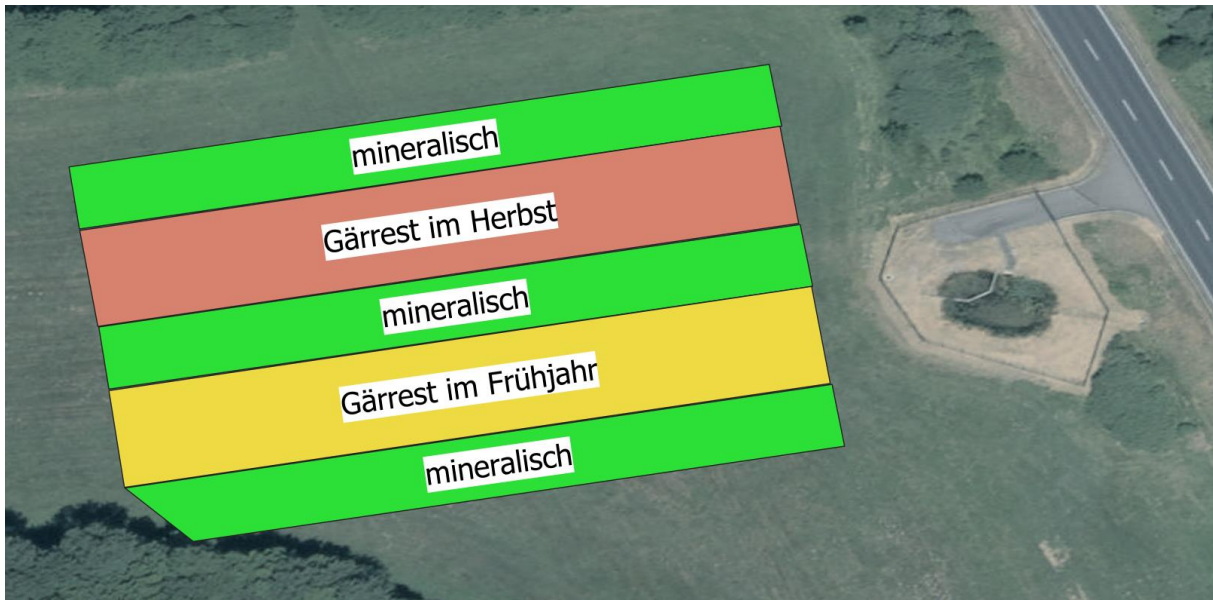 mineralisch
Gärrest im Herbst
mineralisch
Gärrest im Frühjahr
mineralisch